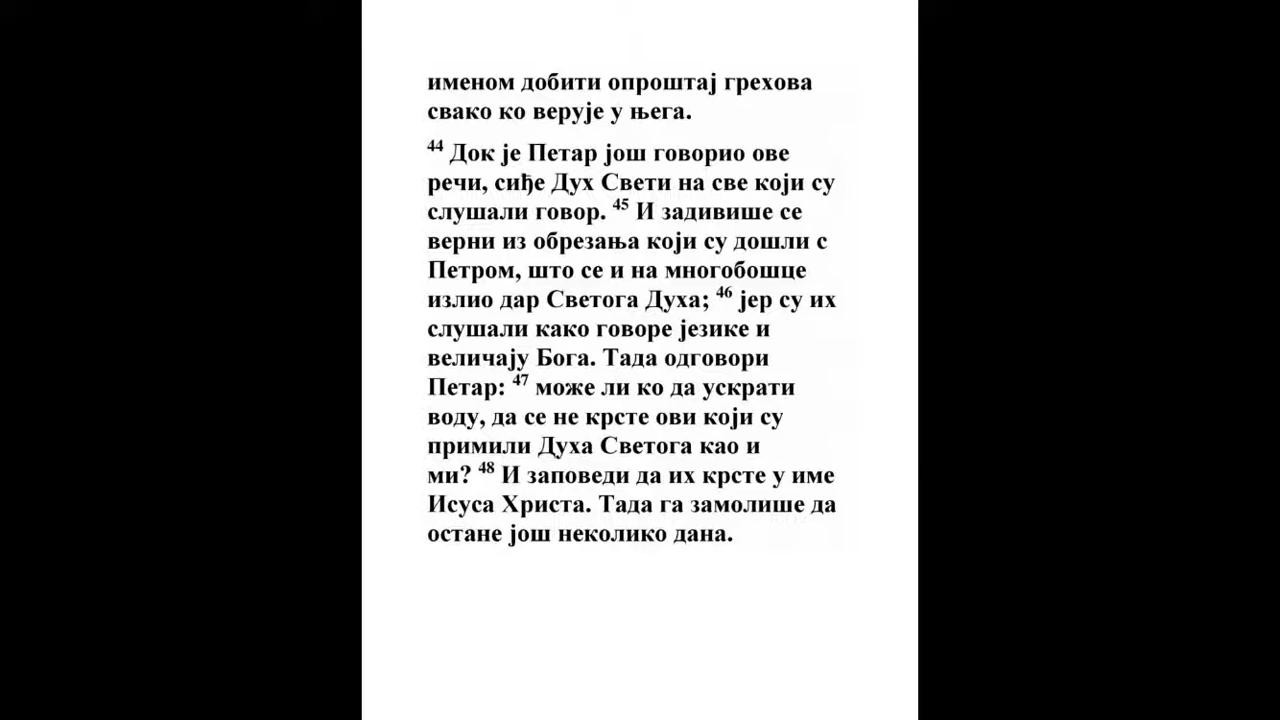 именом добити опроштај грехова
свако ко верује у њега.
44 Док је Петар још говорио ове
речи, сиђе Дух Свети на све који су
слушали говор. 45 И задивише се
верни из обрезања који су дошли с
Петром, што се и на многобошце
излио дар Светога Духа; 46 јер су их
слушали како говоре језике и
величају Бога. Тада одговори
Петар: 47 може ли ко да ускрати
воду, да се не крсте ови који су
примили Духа Светога као и
ми? 48 И заповеди да их крсте у име
Исуса Христа. Тада га замолише да
остане још неколико дана.